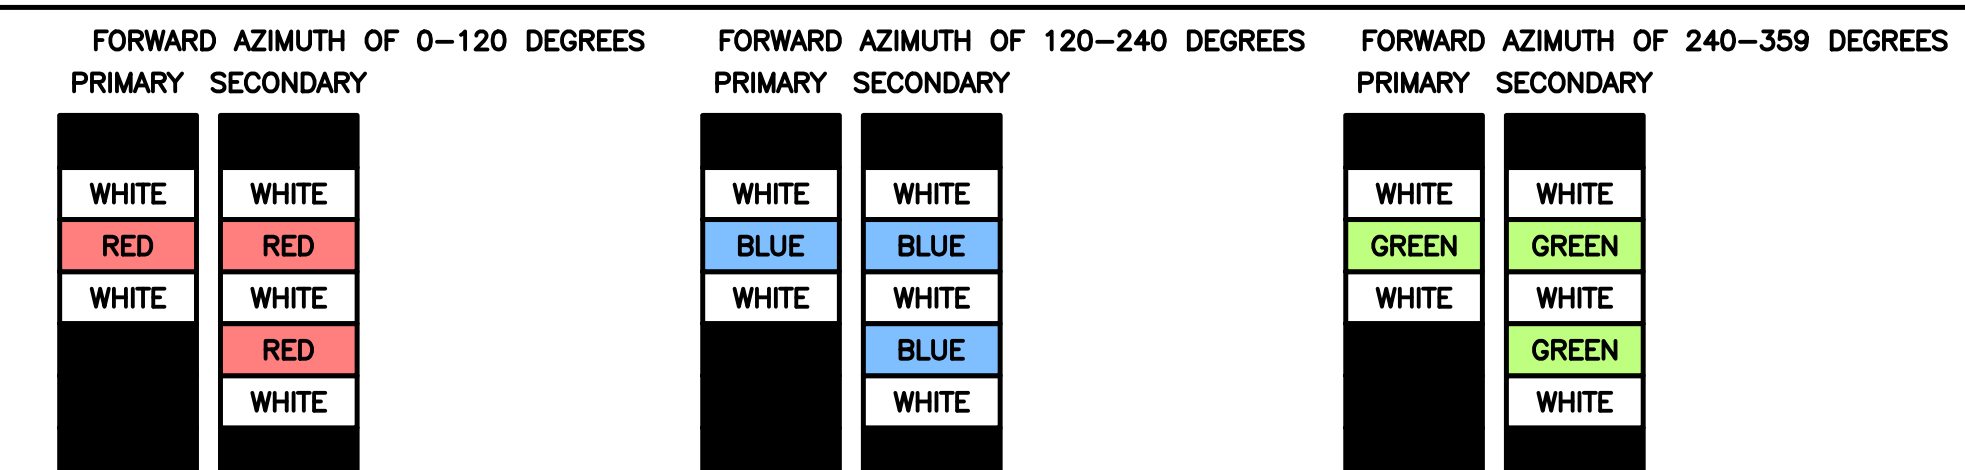 FORWARD AZIMUTH OF 0-120 DEGREES
PRIMARY SECONDARY
WHITE WHITE
RED RED
WHITE WHITE
RED
WHITE
FORWARD AZIMUTH OF 120-240 DEGREES
PRIMARY SECONDARY
WHITE WHITE
BLUE BLUE
WHITE WHITE
BLUE
WHITE
FORWARD AZIMUTH OF 240-359 DEGREES
PRIMARY SECONDARY
WHITE WHITE
GREEN GREEN
WHITE WHITE
GREEN
WHITE